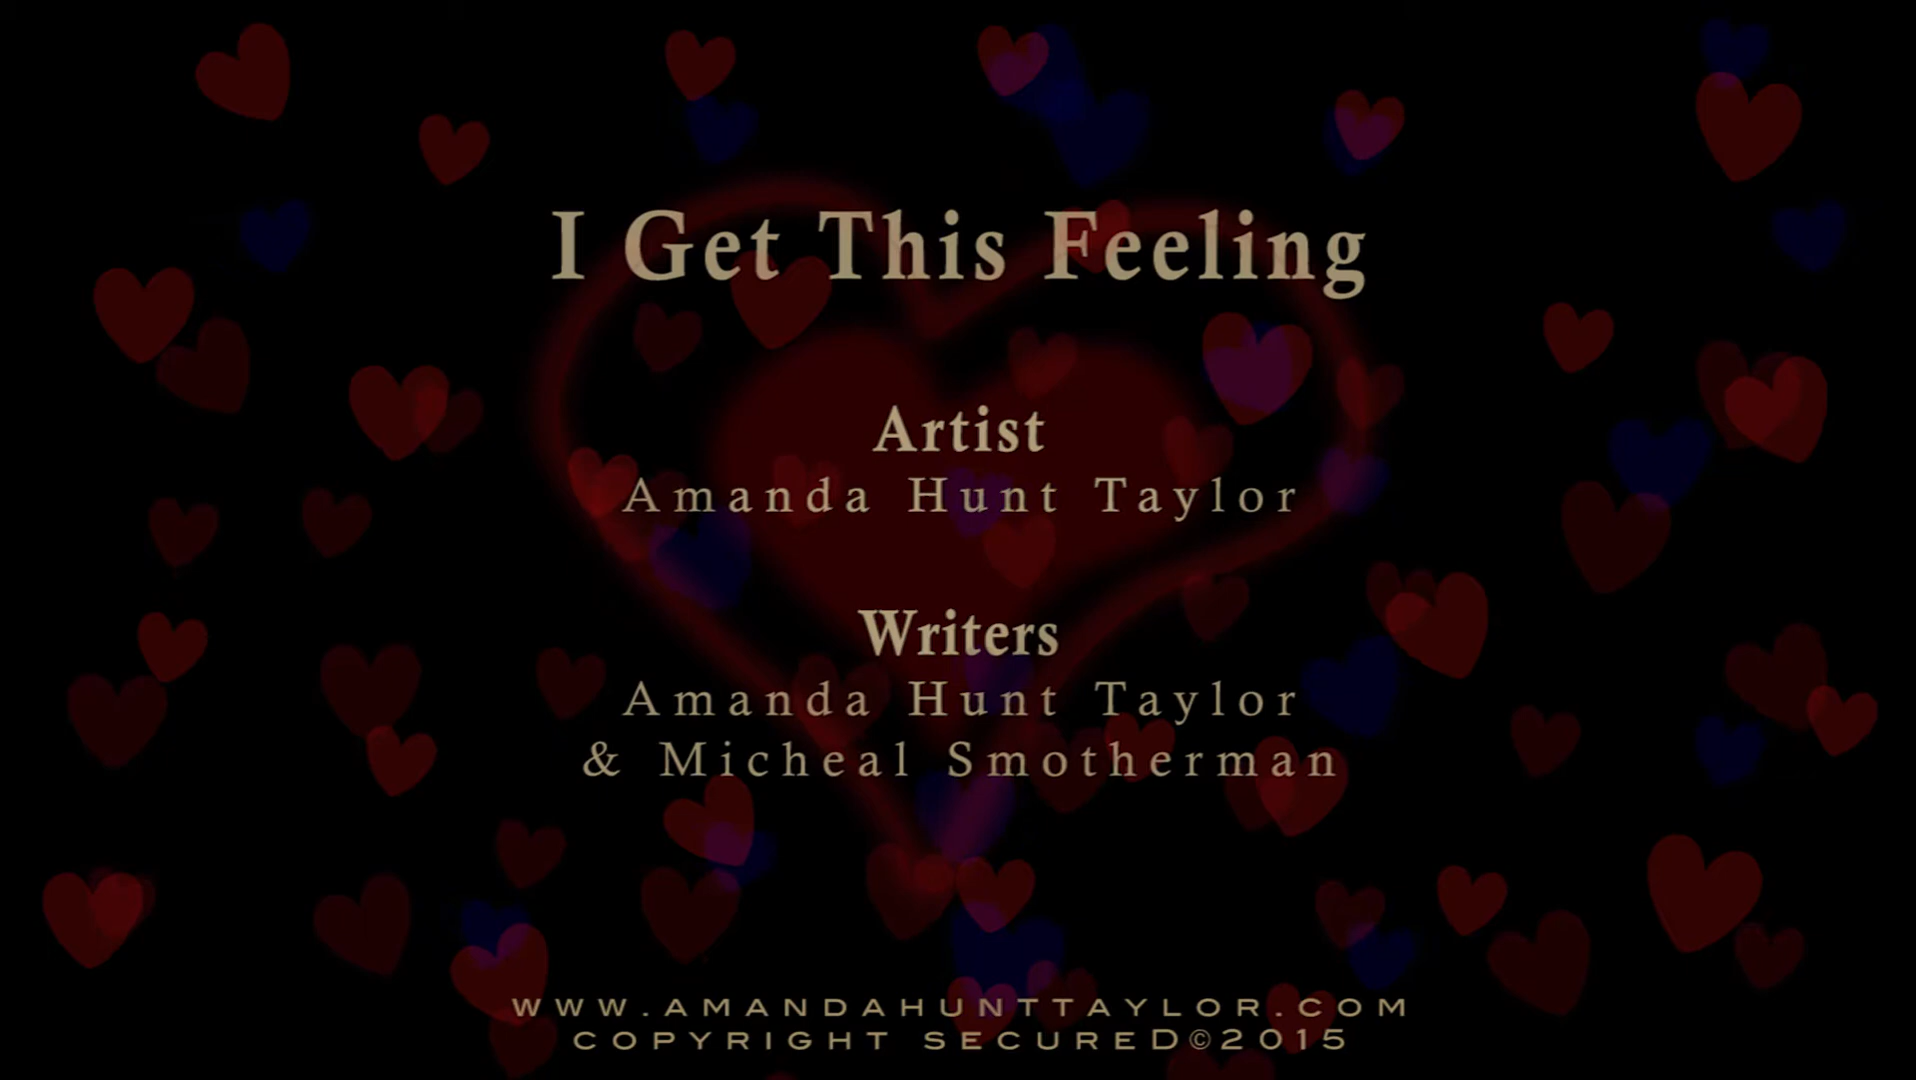 I Get This Feeling
Artist
Amanda Hunt Taylor
Writers
Amanda Hunt Taylor
& Micheal Smotherman
WWW.AMANDAHUNTTAYLOR.COM
COPYRIGHT SECURED©2015